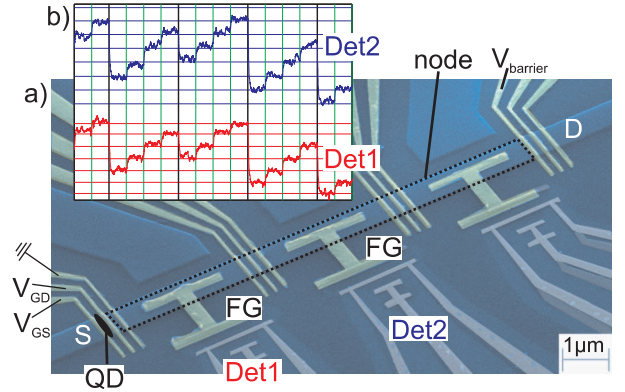 b)
Det2
Det1
a)
node
V_barrier
D
FG
FG
V_GD
V_GS
S
QD
Det1
Det2
1µm